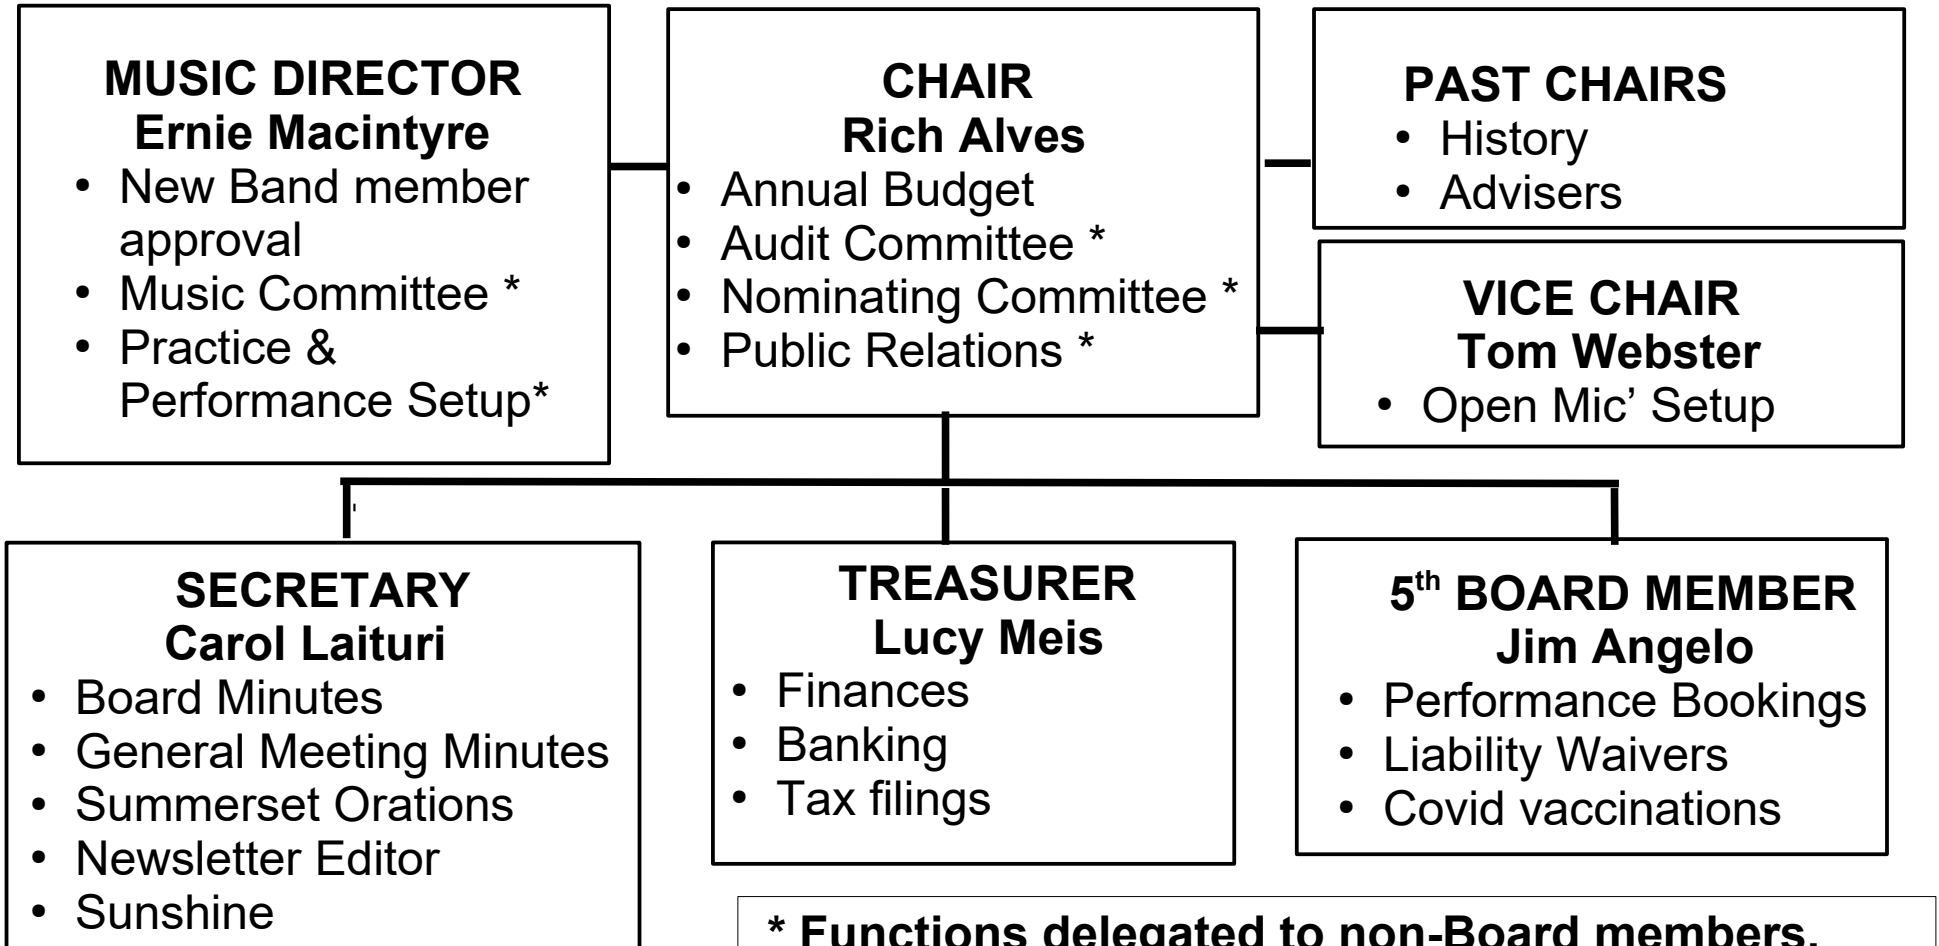 MUSIC DIRECTOR
Ernie Macintyre
• New Band member
approval
• Music Committee *
• Practice &
Performance Setup*
CHAIR
Rich Alves
• Annual Budget
• Audit Committee *
• Nominating Committee *
• Public Relations *
PAST CHAIRS
• History
• Advisers
VICE CHAIR
Tom Webster
• Open Mic’ Setup
SECRETARY
Carol Laituri
• Board Minutes
• General Meeting Minutes
• Summerset Orations
• Newsletter Editor
• Sunshine
TREASURER
Lucy Meis
• Finances
• Banking
• Tax filings
5th BOARD MEMBER
Jim Angelo
• Performance Bookings
• Liability Waivers
• Covid vaccinations
* Functions delegated to non-Board members.